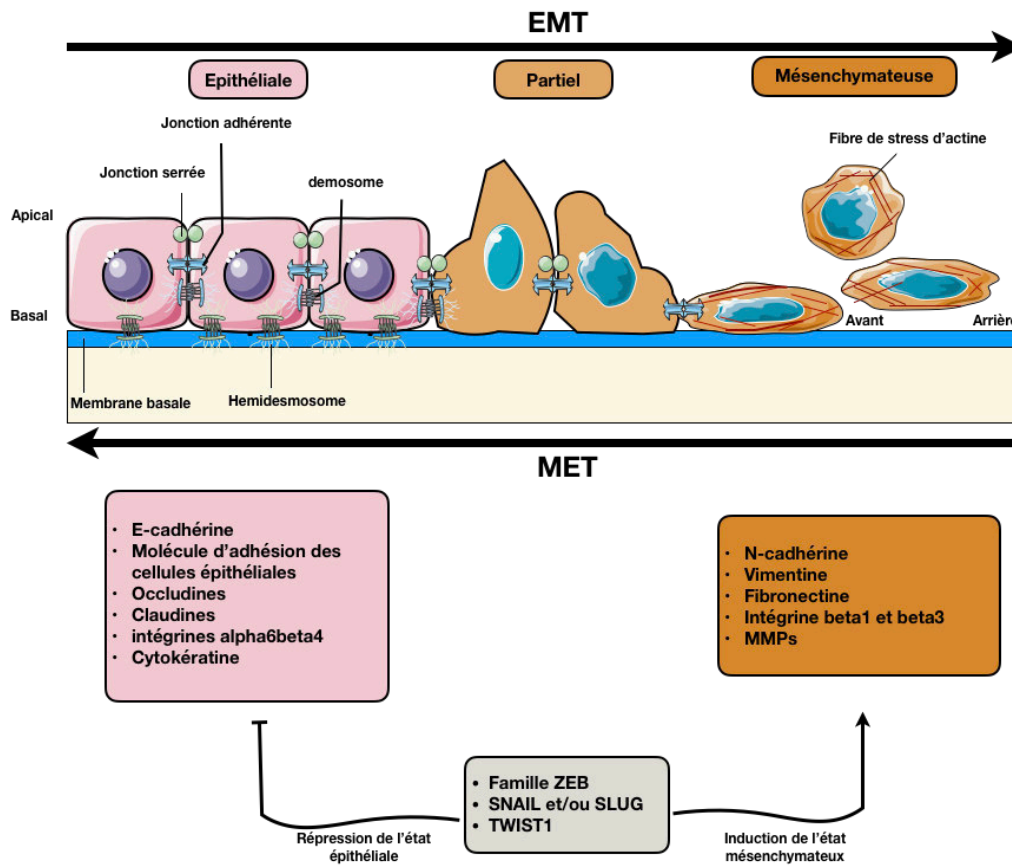 EMT
Epithéliale
Partiel
Mésenchymateuse
Jonction adhérente
Fibre de stress d'actine
Jonction serrée
demosome
Apical
Basal
Avant
Arrière
Membrane basale
Hemidesmosome
MET
• E-cadhérine
• Molécule d'adhésion des
cellules épithéliales
• Occludines
• Claudines
• intégrines alpha6beta4
• Cytokératine
• N-cadhérine
• Vimentine
• Fibronectine
• Intégrine beta1 et beta3
• MMPs
• Famille ZEB
• SNAIL et/ou SLUG
• TWIST1
Répression de l'état
épithéliale
Induction de l'état
mésenchymateux